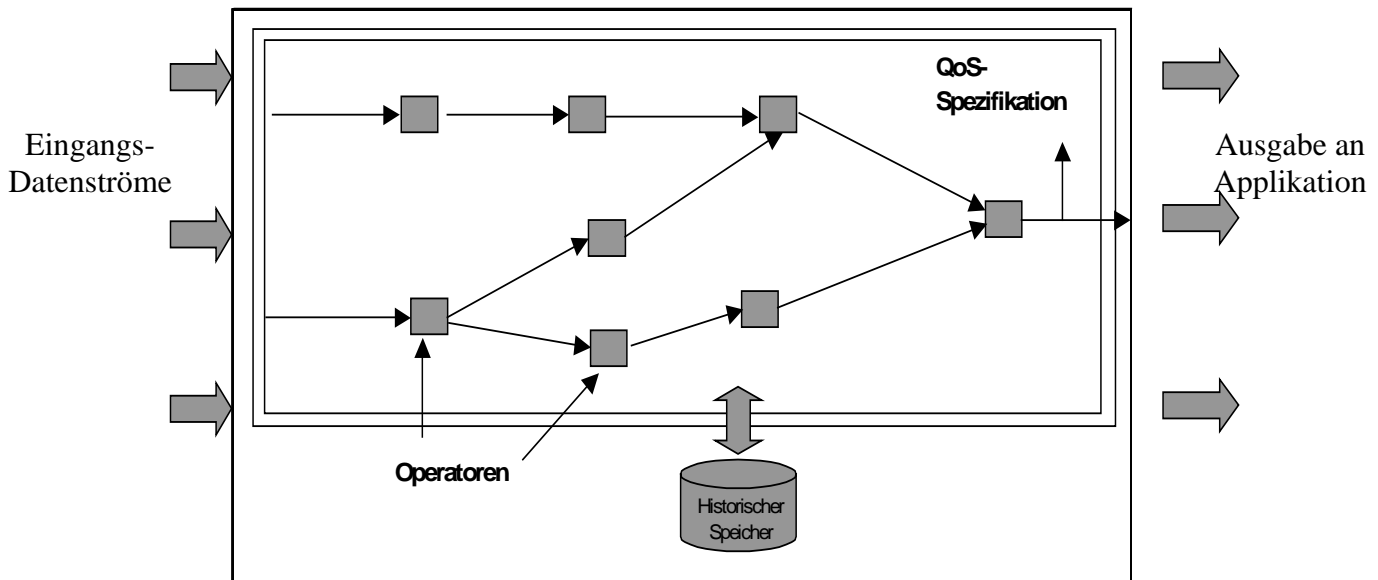 QoS-
Spezifikation
Eingangs-
Datenströme
Ausgabe an
Applikation
Operatoren
Historischer
Speicher